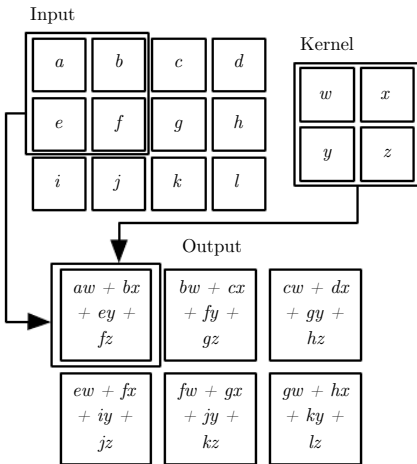 Input
Kernel
a b c d
w x
e f g h
y z
i j k l
Output
aw + bx
+ ey +
fz
bw + cx
+ fy +
gz
cw + dx
+ gy +
hz
ew + fx
+ iy +
jz
fw + gx
+ jy +
kz
gw + hx
+ ky +
lz